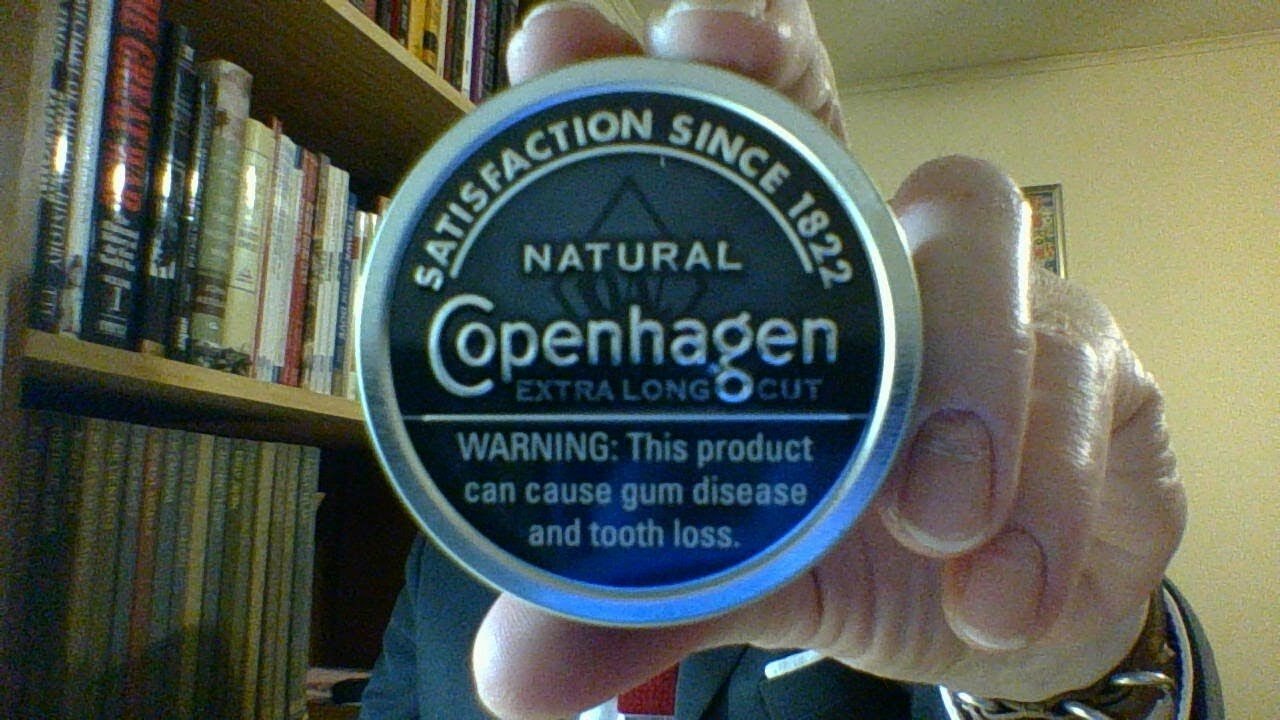 SATISFACTION SINCE 1822
NATURAL
Copenhagen
EXTRA LONG CUT
WARNING: This product
can cause gum disease
and tooth loss.